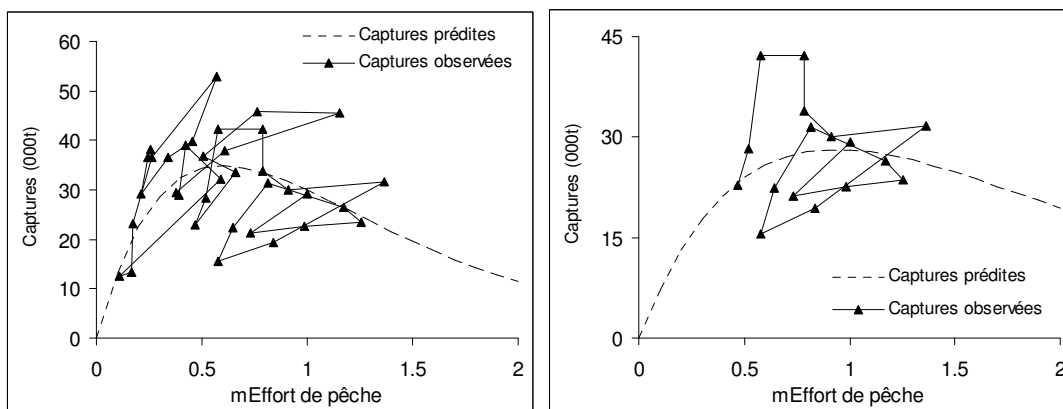 60
50
40
30
20
10
0
Captures (000t)
0 0.5 1 1.5 2
mEffort de pêche
Captures prédites
Captures observées
45
30
15
0
Captures (000t)
Captures prédites
Captures observées
0 0.5 1 1.5 2
mEffort de pêche